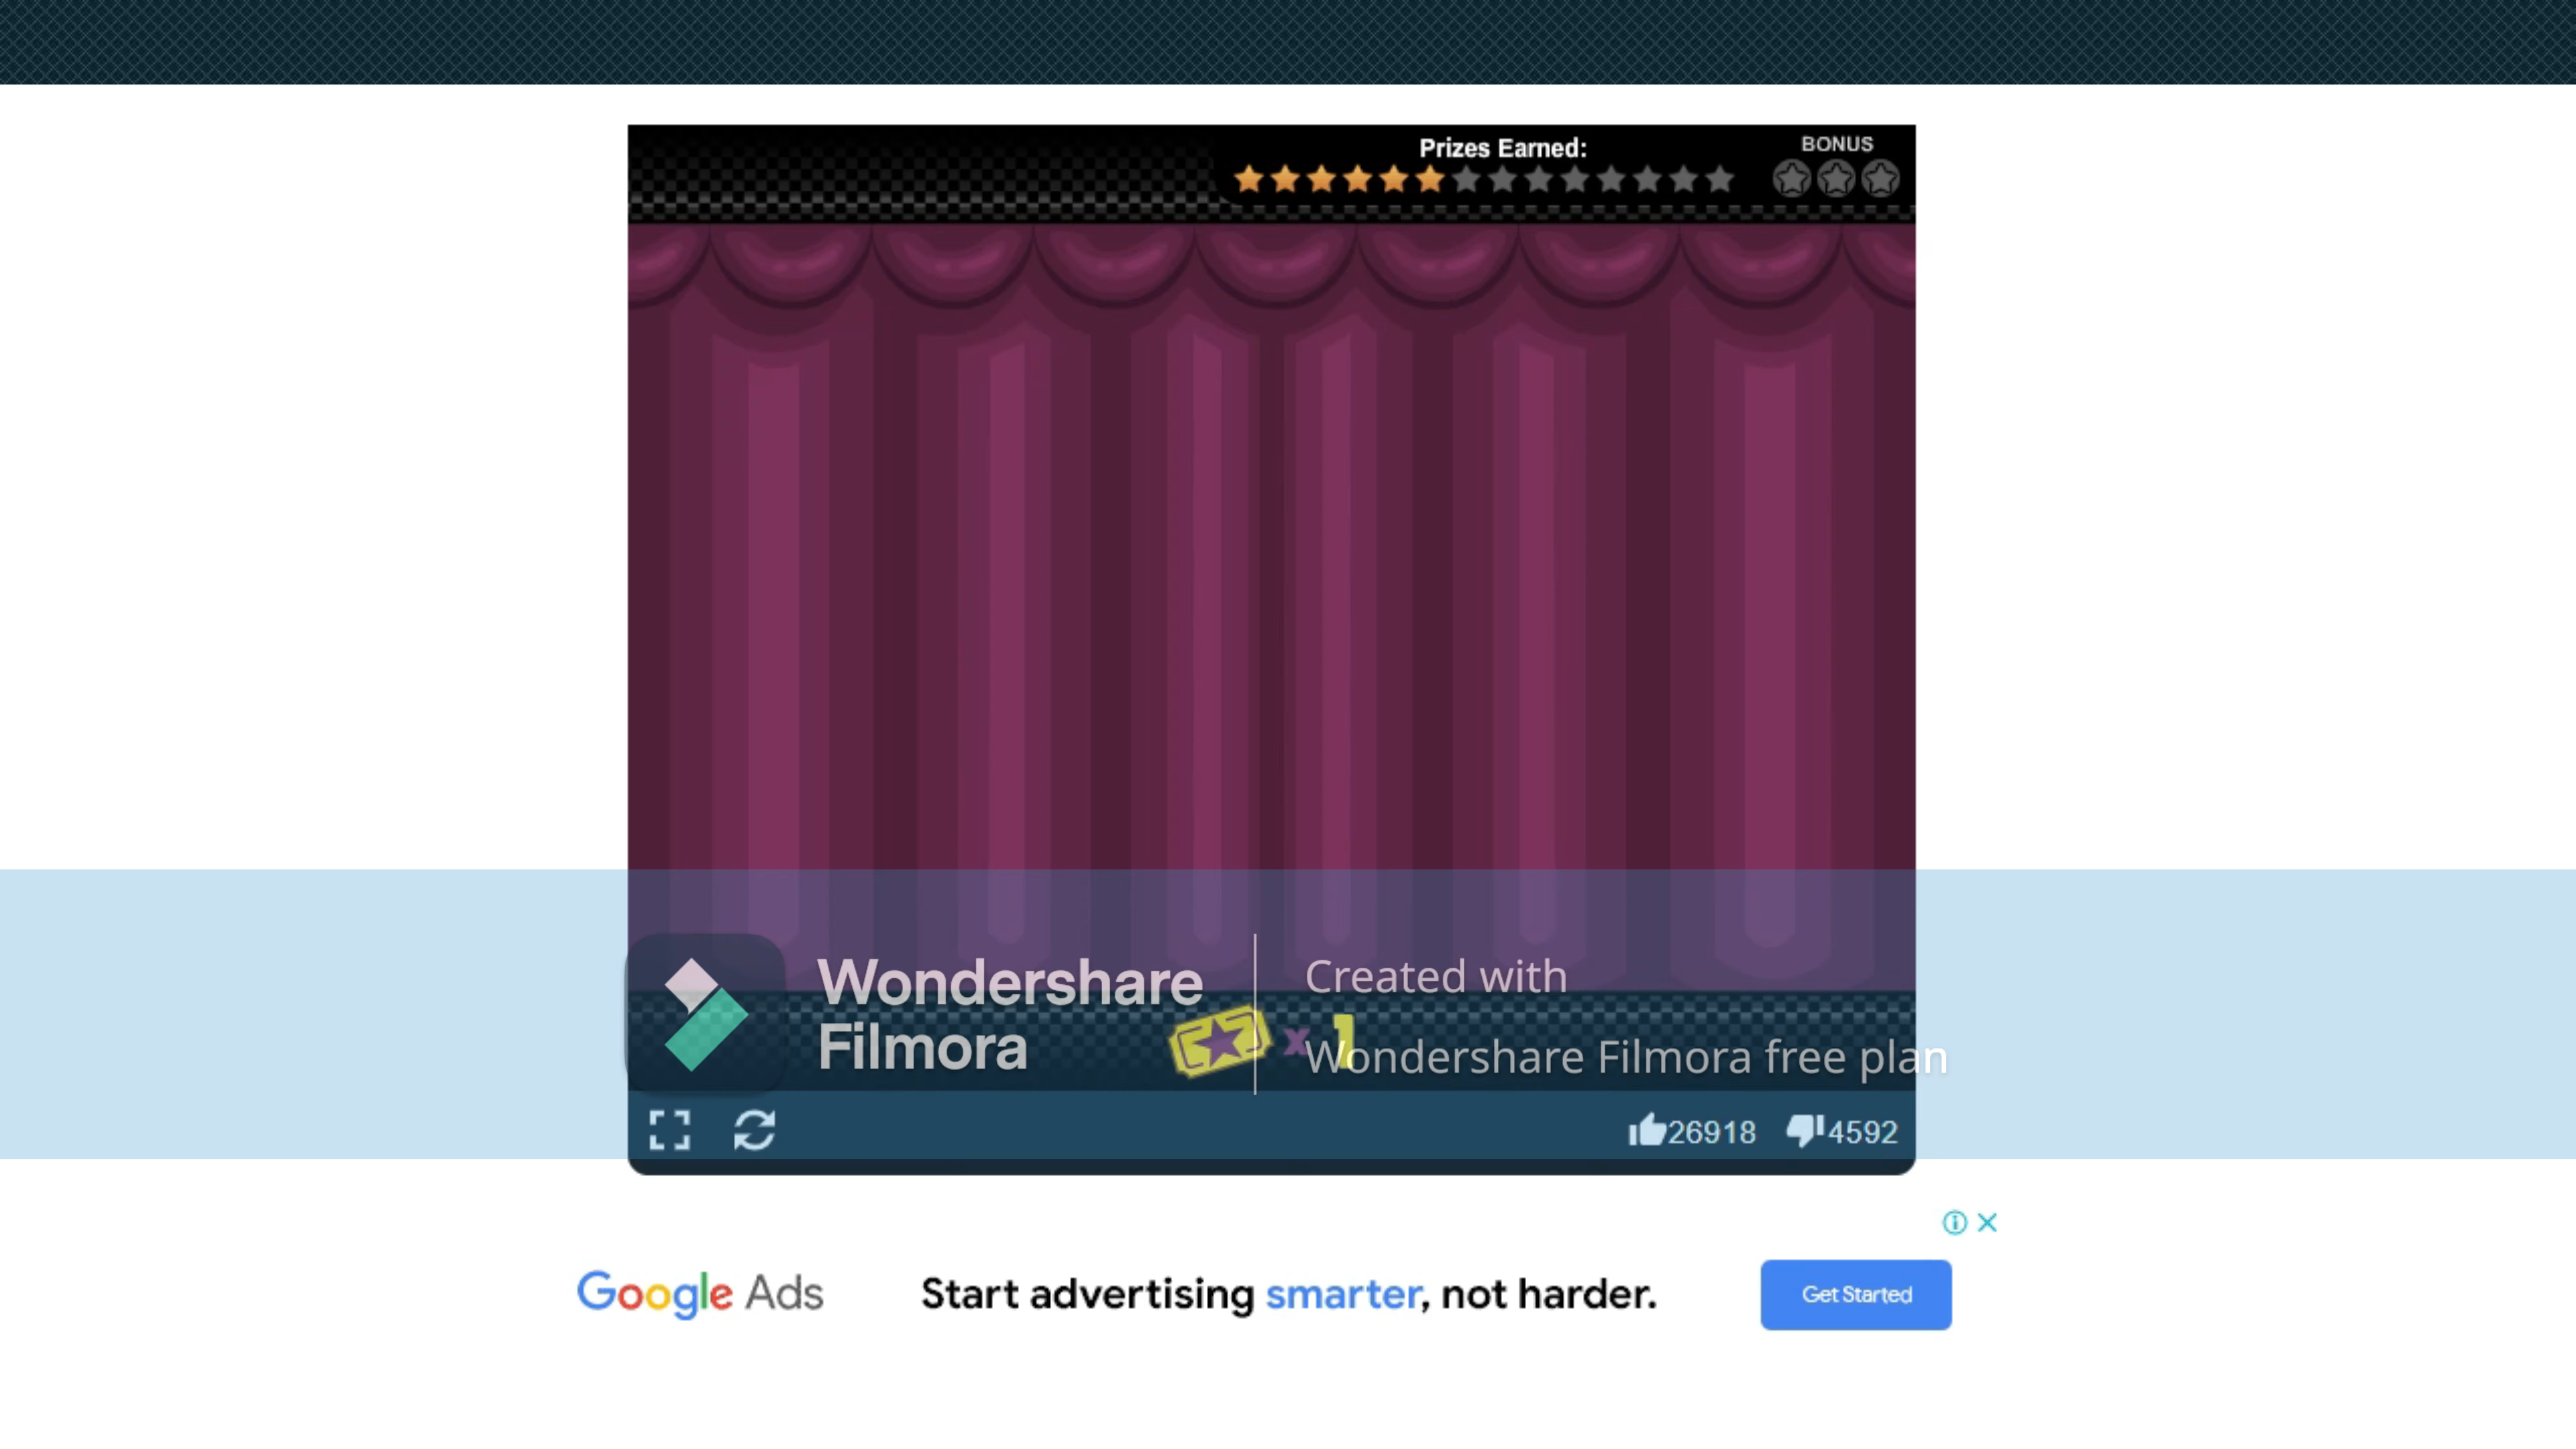 Prizes Earned:
BONUS
Wondershare
Filmora
Created with
x 1
Wondershare Filmora free plan
26918
4592
Google Ads
Start advertising smarter, not harder.
Get Started